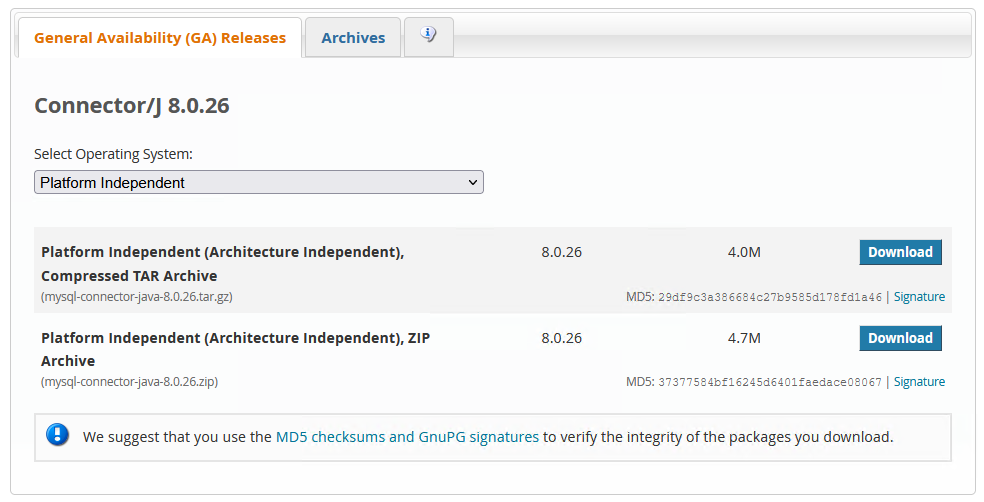 General Availability (GA) Releases
Archives
Connector/J 8.0.26
Select Operating System:
Platform Independent
Platform Independent (Architecture Independent), 8.0.26 4.0M Download
Compressed TAR Archive
(mysql-connector-java-8.0.26.tar.gz) MD5: 29df9c3a386684c27b9585d178fd1a46 | Signature
Platform Independent (Architecture Independent), ZIP 8.0.26 4.7M Download
Archive
(mysql-connector-java-8.0.26.zip) MD5: 37377584bf16245d6401faedace08067 | Signature
We suggest that you use the MD5 checksums and GnuPG signatures to verify the integrity of the packages you download.